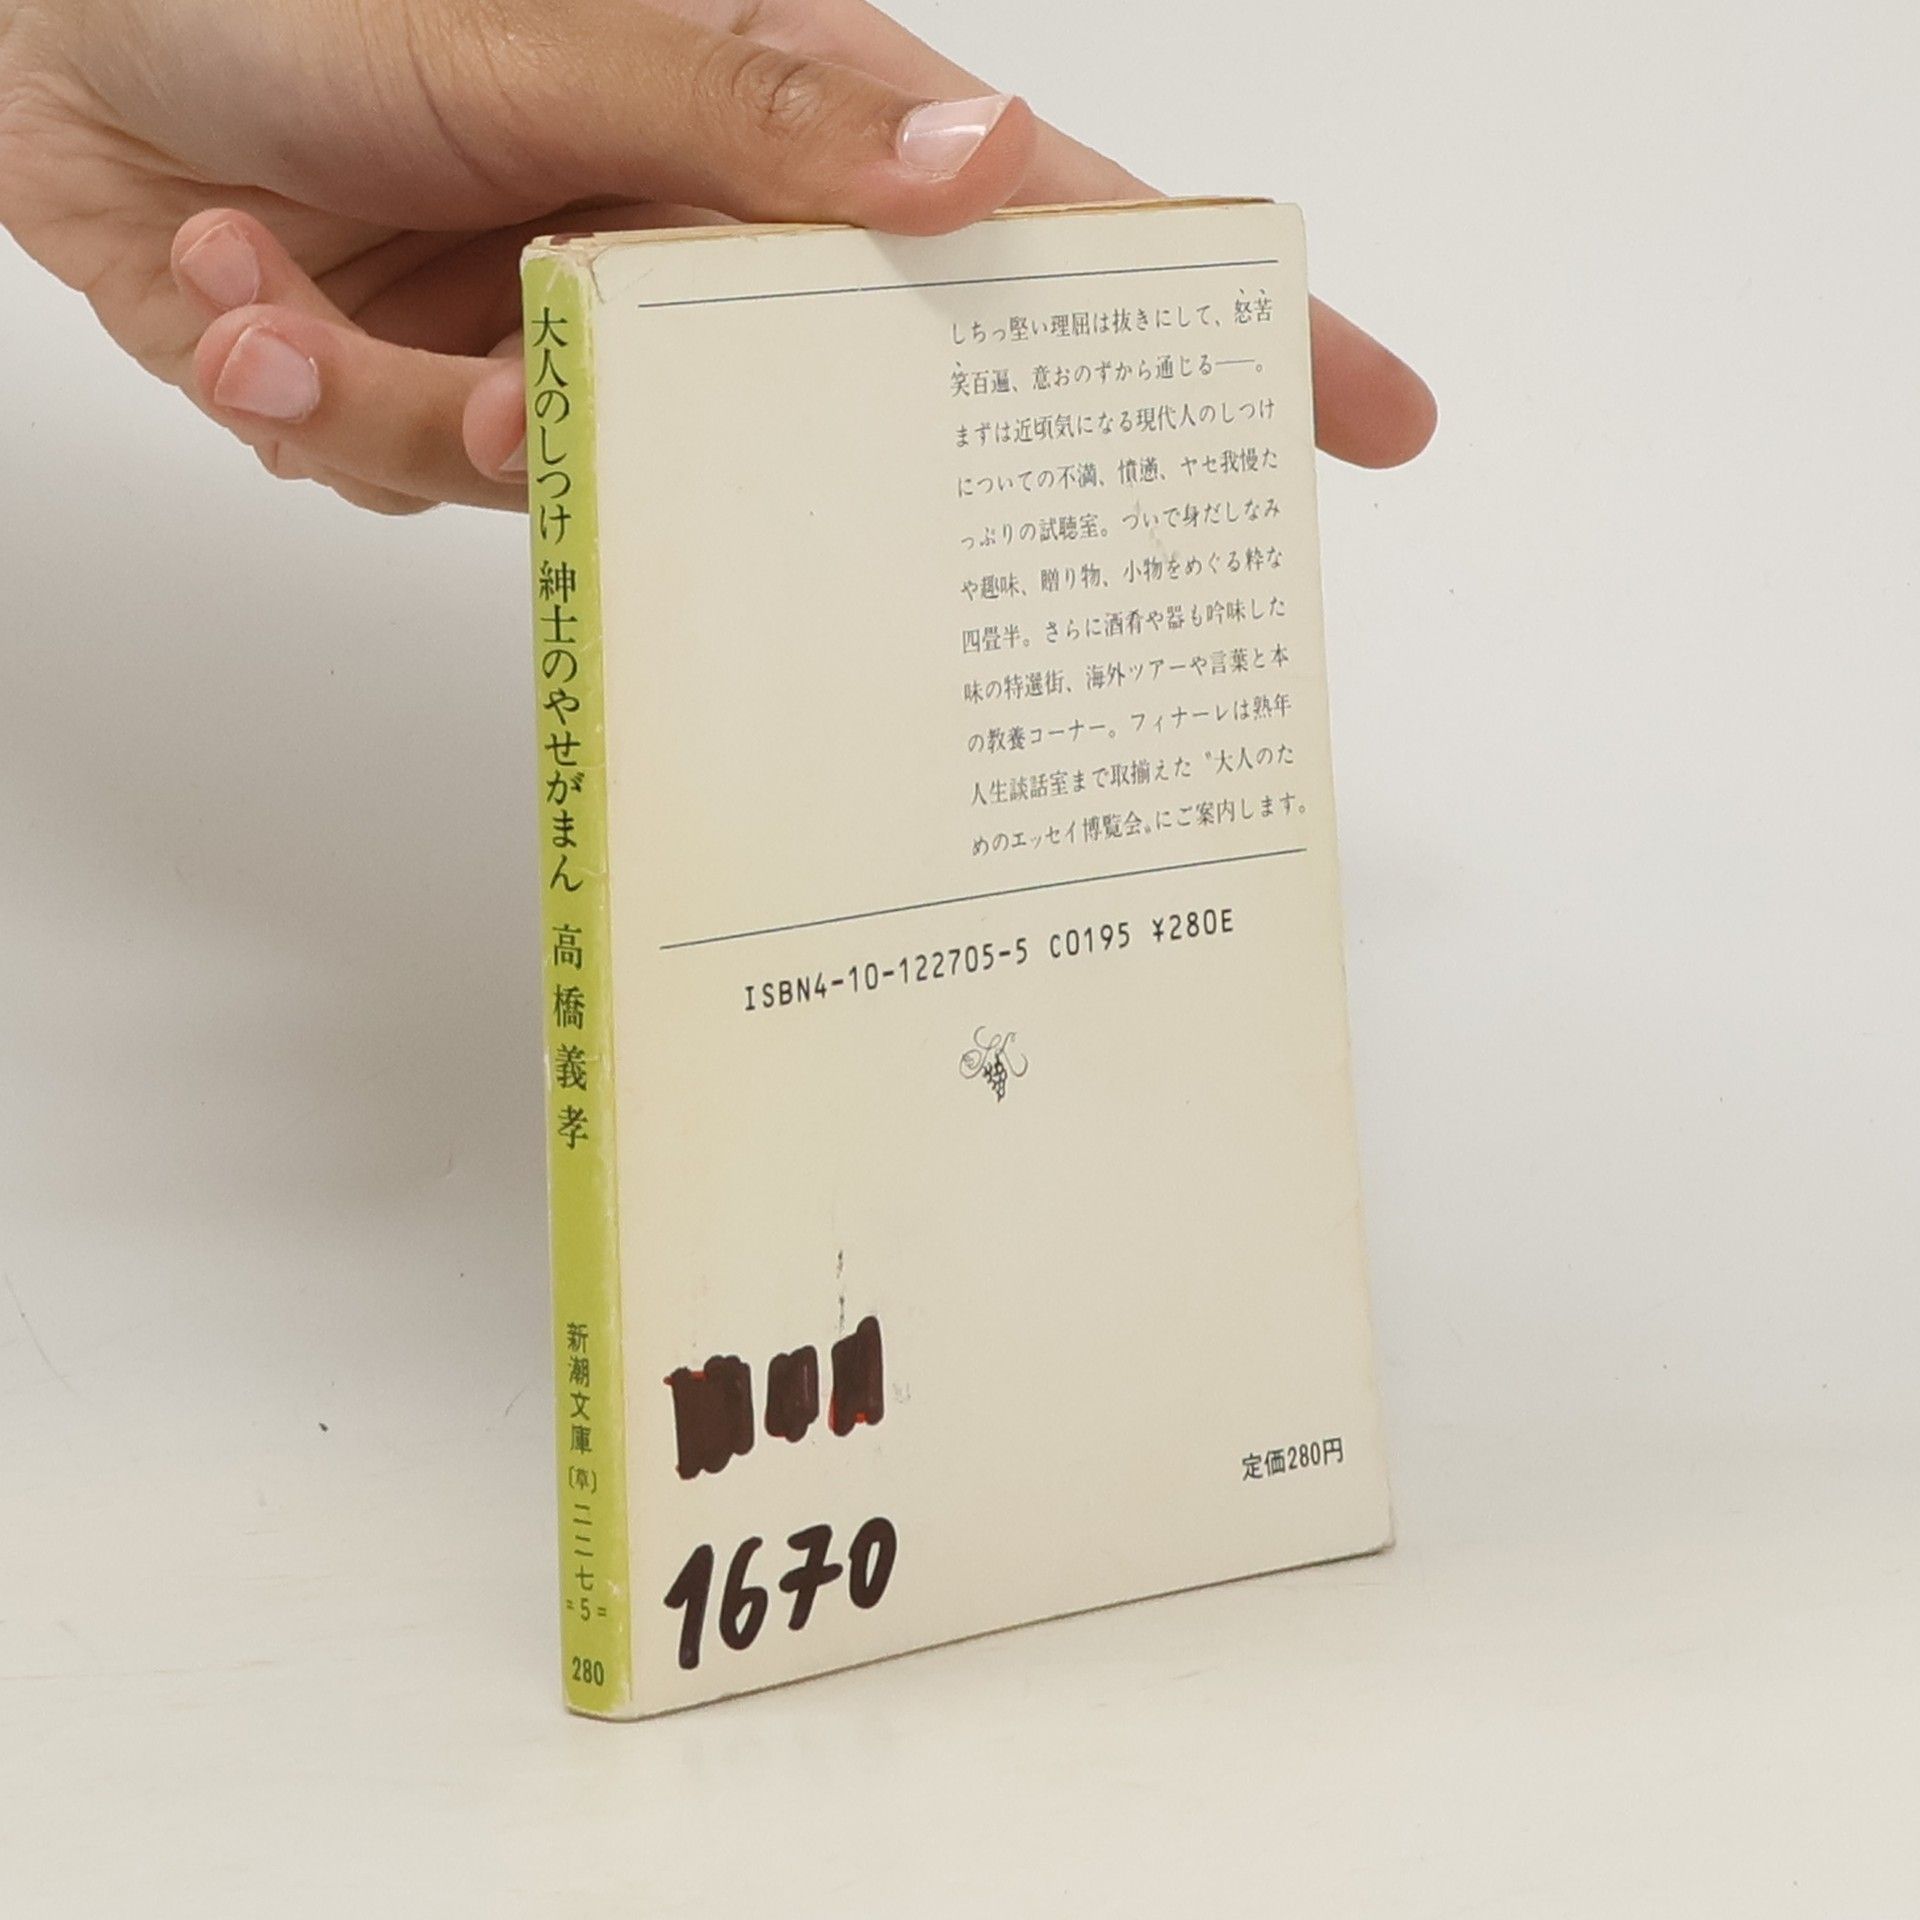 大人のしつけ 紳士のやせがまん 高橋義孝
新潮文庫
〔草〕二二七
=5=
280
しちっ堅い理屈は抜きにして、怒苦
笑百遍、意おのずから通じる――。
まずは近頃気になる現代人のしつけ
についての不満、憤懣、ヤセ我慢た
っぷりの試聴室。ついで身だしなみ
や趣味、贈り物、小物をめぐる粋な
四畳半。さらに酒肴や器も吟味した
味の特選街、海外ツアーや言葉と本
の教養コーナー。フィナーレは熟年
人生談話室まで取揃えた〝大人のた
めのエッセイ博覧会〟にご案内します。
ISBN4-10-122705-5 C0195 ¥280E
定価280円
1670